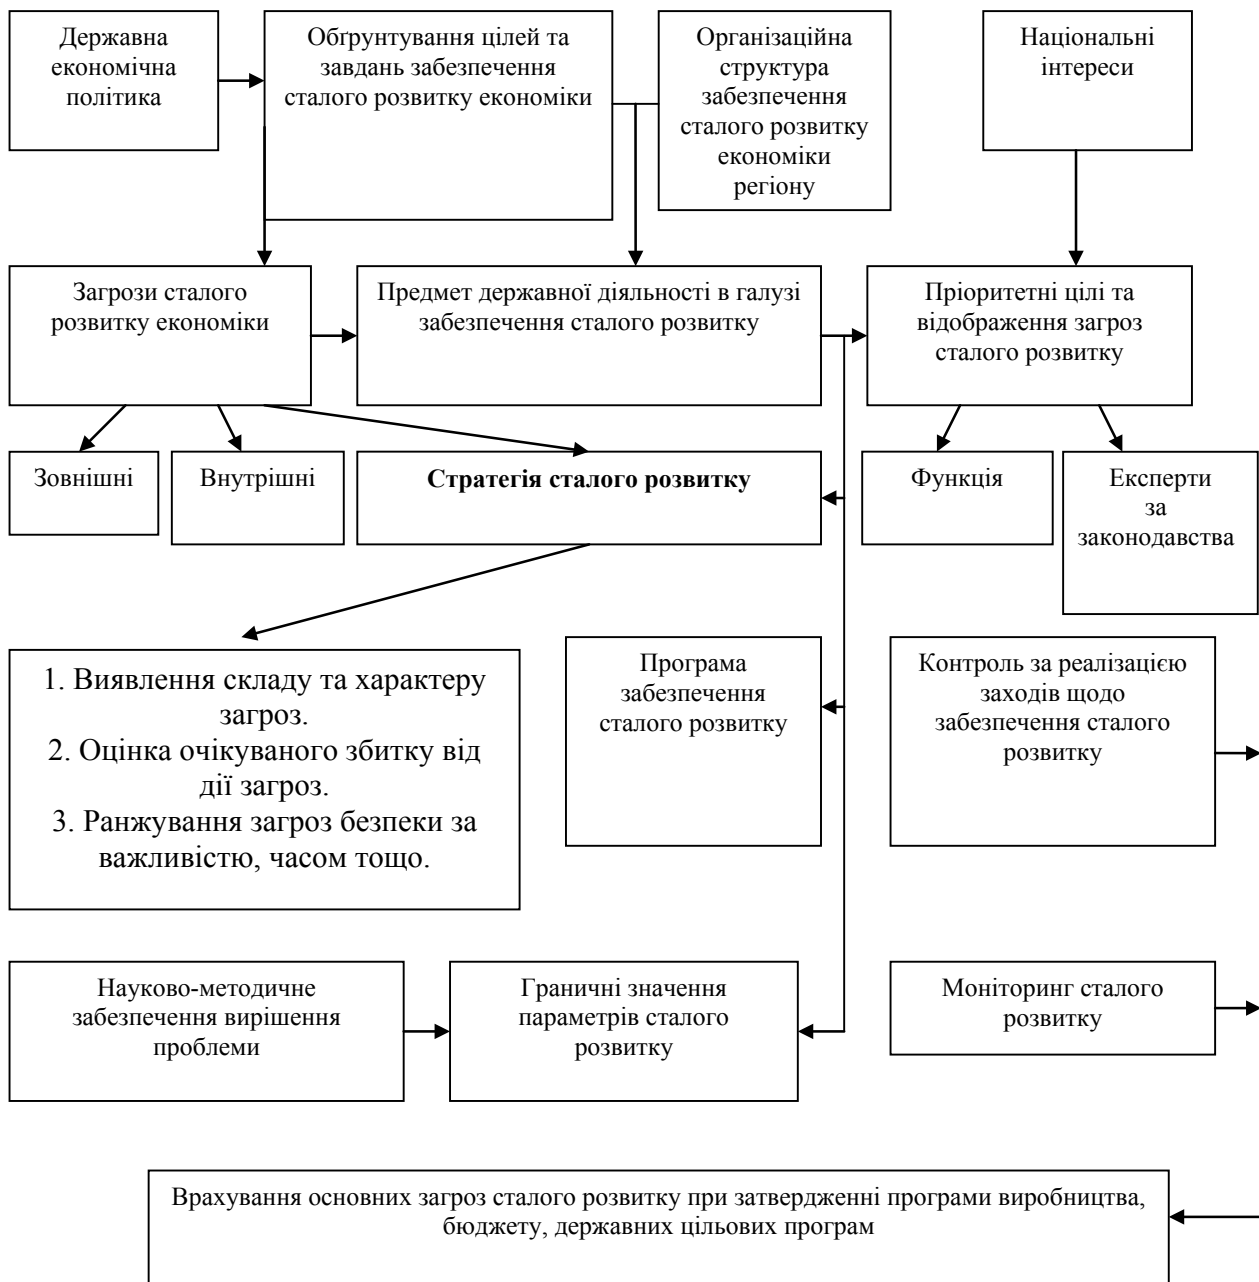 Державна
економічна
політика
Обґрунтування цілей та
завдань забезпечення
сталого розвитку економіки
Організаційна
структура
забезпечення
сталого розвитку
економіки
регіону
Національні
інтереси
Загрози сталого
розвитку економіки
Предмет державної діяльності в галузі
забезпечення сталого розвитку
Пріоритетні цілі та
відображення загроз
сталого розвитку
Зовнішні
Внутрішні
Стратегія сталого розвитку
Функція
Експерти
за
законодавства
1. Виявлення складу та характеру
загроз.
2. Оцінка очікуваного збитку від
дії загроз.
3. Ранжування загроз безпеки за
важливістю, часом тощо.
Програма
забезпечення
сталого розвитку
Контроль за реалізацією
заходів щодо
забезпечення сталого
розвитку
Науково-методичне
забезпечення вирішення
проблеми
Граничні значення
параметрів сталого
розвитку
Моніторинг сталого
розвитку
Врахування основних загроз сталого розвитку при затвердженні програми виробництва,
бюджету, державних цільових програм